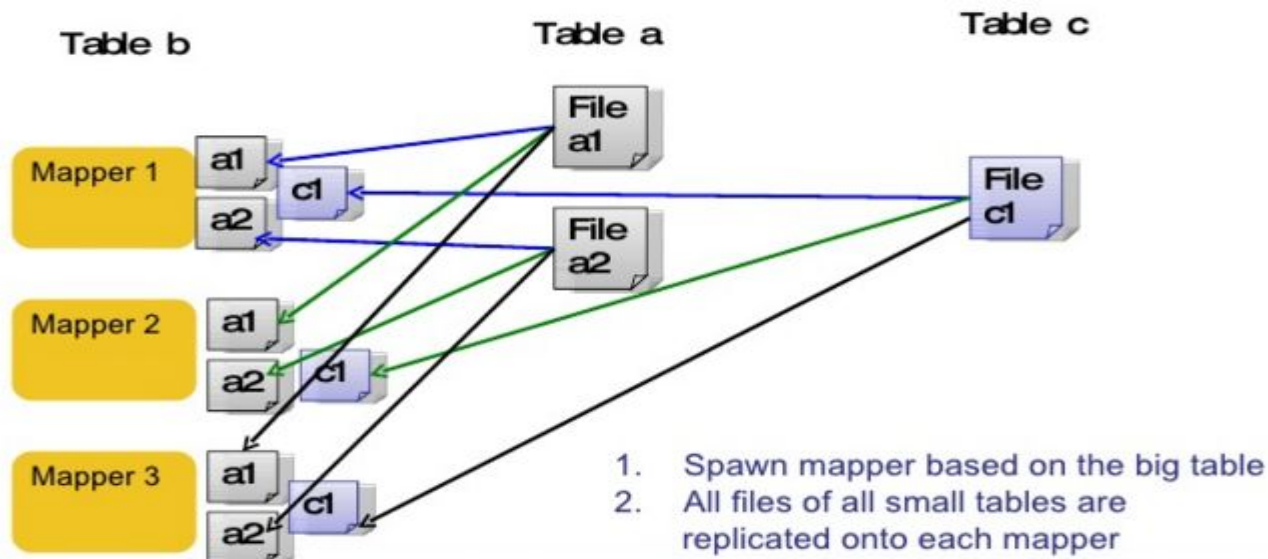 Table b
Table a
Table c
File
a1
File
a2
File
c1
Mapper 1
a1
c1
a2
Mapper 2
a1
c1
a2
Mapper 3
a1
c1
a2
1. Spawn mapper based on the big table
2. All files of all small tables are
replicated onto each mapper